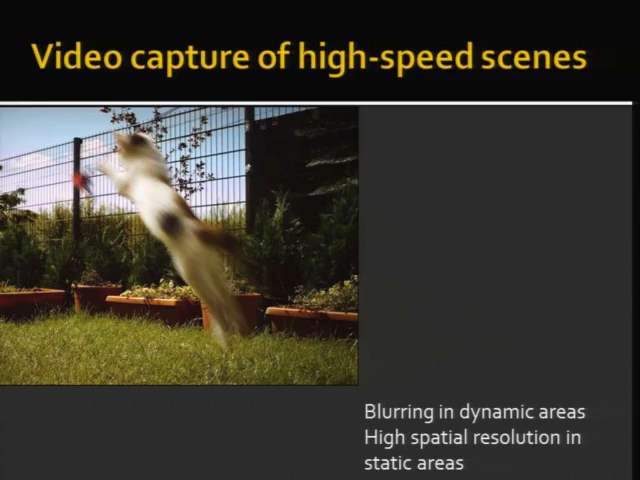 Video capture of high-speed scenes
Blurring in dynamic areas
High spatial resolution in
static areas